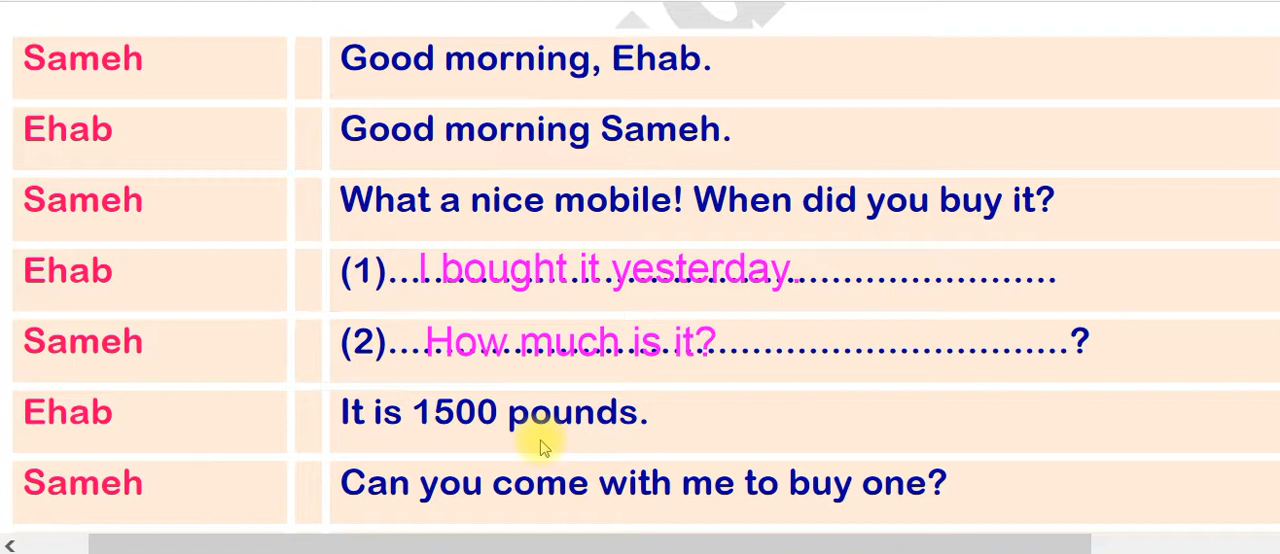 Sameh Good morning, Ehab.
Ehab Good morning Sameh.
Sameh What a nice mobile! When did you buy it?
Ehab (1)....I bought it yesterday.....................
Sameh (2)....How much is it?..............................?
Ehab It is 1500 pounds.
Sameh Can you come with me to buy one?